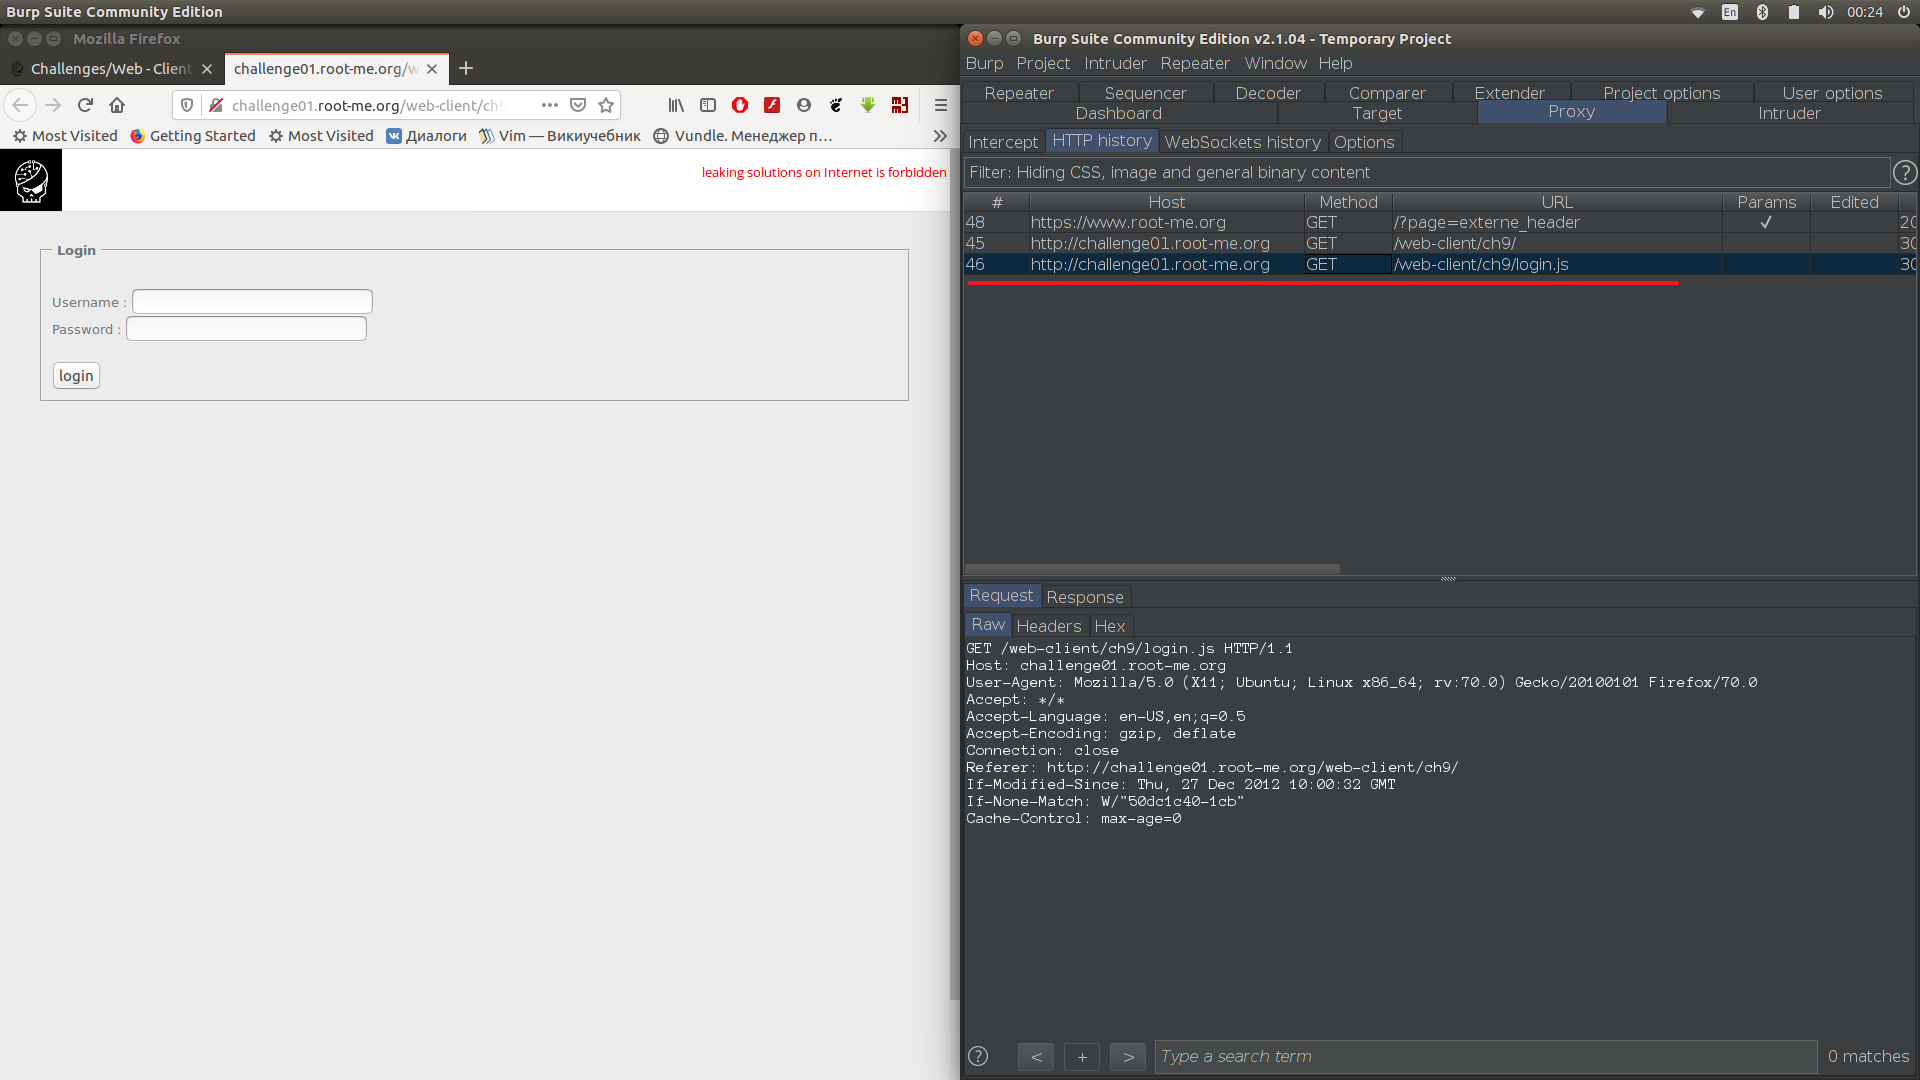 Burp Suite Community Edition
En
00:24
Mozilla Firefox
Challenges/Web - Client
challenge01.root-me.org/w
challenge01.root-me.org/web-client/ch9
Most Visited
Getting Started
Most Visited
Диалоги
Vim — Викиучебник
Vundle. Менеджер п…
leaking solutions on Internet is forbidden
Login
Username :
Password :
login
Burp Suite Community Edition v2.1.04 - Temporary Project
Burp Project Intruder Repeater Window Help
Repeater Sequencer Decoder Comparer Extender Project options User options
Dashboard Target Proxy Intruder
Intercept HTTP history WebSockets history Options
Filter: Hiding CSS, image and general binary content
?
# Host Method URL Params Edited
48 https://www.root-me.org GET /?page=externe_header ✓ 20
45 http://challenge01.root-me.org GET /web-client/ch9/ 30
46 http://challenge01.root-me.org GET /web-client/ch9/login.js 30
Request Response
Raw Headers Hex
GET /web-client/ch9/login.js HTTP/1.1
Host: challenge01.root-me.org
User-Agent: Mozilla/5.0 (X11; Ubuntu; Linux x86_64; rv:70.0) Gecko/20100101 Firefox/70.0
Accept: */*
Accept-Language: en-US,en;q=0.5
Accept-Encoding: gzip, deflate
Connection: close
Referer: http://challenge01.root-me.org/web-client/ch9/
If-Modified-Since: Thu, 27 Dec 2012 10:00:32 GMT
If-None-Match: W/"50dc1c40-1cb"
Cache-Control: max-age=0
? < + > Type a search term 0 matches